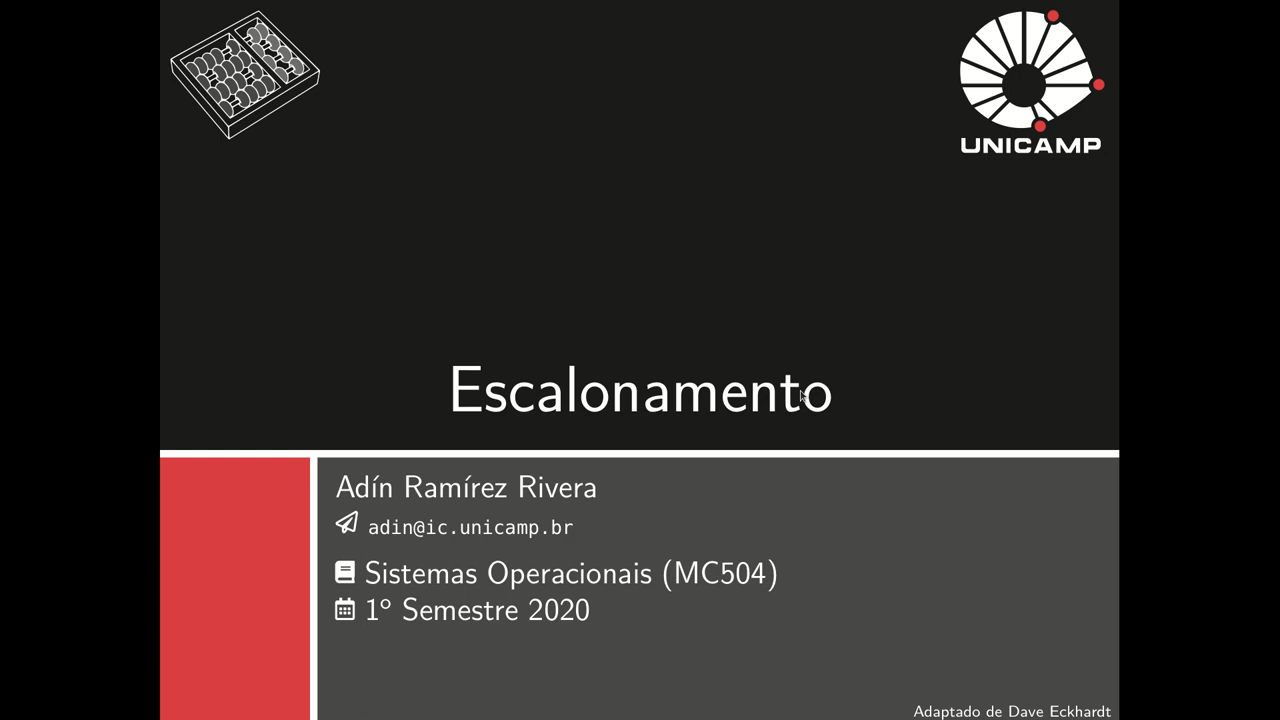 UNICAMP
Escalonamento
Adín Ramírez Rivera
adin@ic.unicamp.br
Sistemas Operacionais (MC504)
1º Semestre 2020
Adaptado de Dave Eckhardt